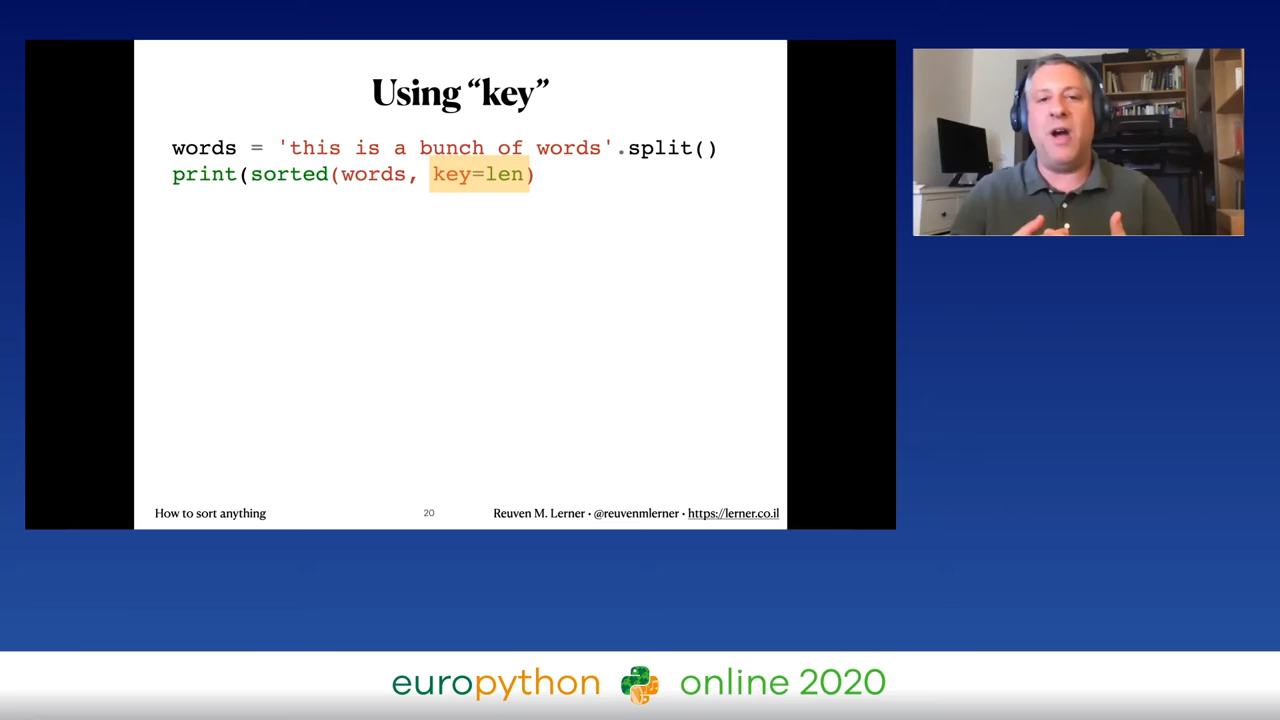 Using “key”
words = 'this is a bunch of words'.split()
print(sorted(words, key=len)
How to sort anything
20
Reuven M. Lerner • @reuvenmlerner • https://lerner.co.il
europython online 2020